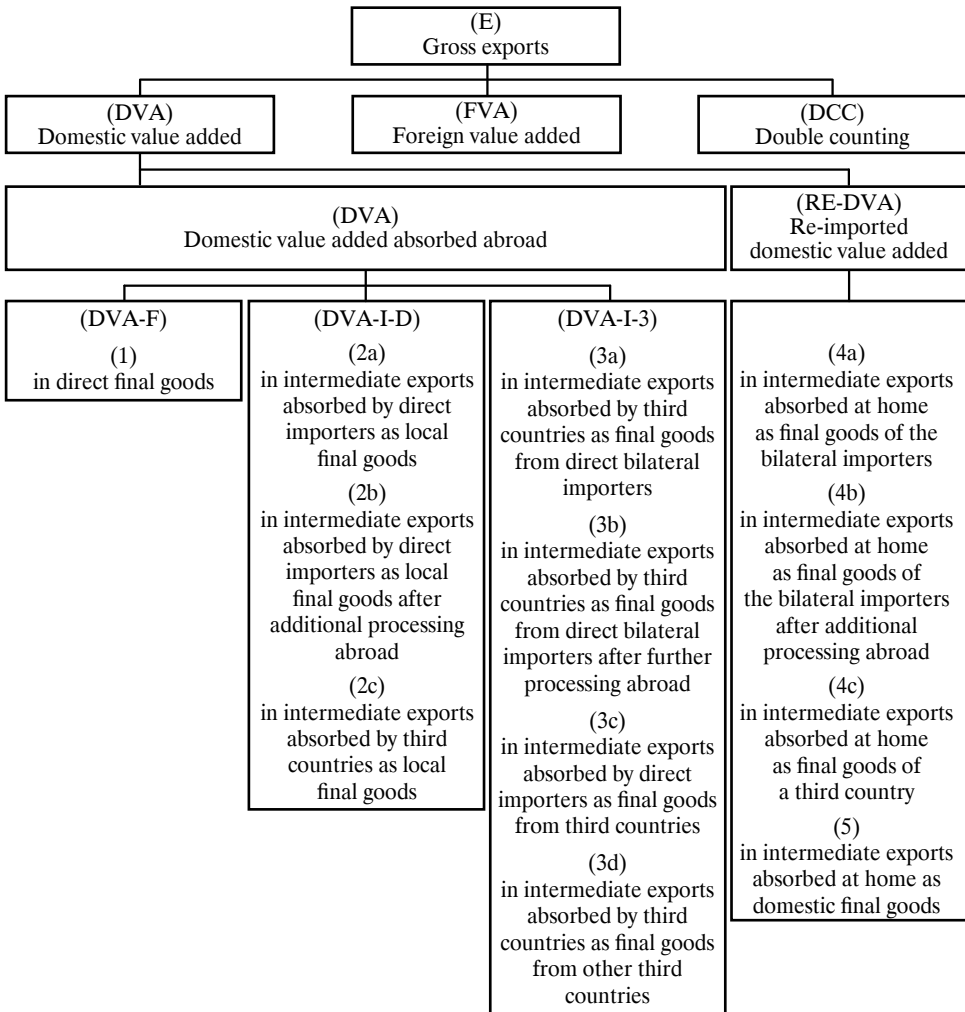 (E)
Gross exports
(DVA)
Domestic value added
(FVA)
Foreign value added
(DCC)
Double counting
(DVA)
Domestic value added absorbed abroad
(RE-DVA)
Re-imported
domestic value added
(DVA-F)
(1)
in direct final goods
(DVA-I-D)
(2a)
in intermediate exports
absorbed by direct
importers as local
final goods
(2b)
in intermediate exports
absorbed by direct
importers as local
final goods after
additional processing
abroad
(2c)
in intermediate exports
absorbed by third
countries as local
final goods
(DVA-I-3)
(3a)
in intermediate exports
absorbed by third
countries as final goods
from direct bilateral
importers
(3b)
in intermediate exports
absorbed by third
countries as final goods
from direct bilateral
importers after further
processing abroad
(3c)
in intermediate exports
absorbed by direct
importers as final goods
from third countries
(3d)
in intermediate exports
absorbed by third
countries as final goods
from other third
countries
(4a)
in intermediate exports
absorbed at home
as final goods of the
bilateral importers
(4b)
in intermediate exports
absorbed at home
as final goods of
the bilateral importers
after additional
processing abroad
(4c)
in intermediate exports
absorbed at home
as final goods of
a third country
(5)
in intermediate exports
absorbed at home as
domestic final goods